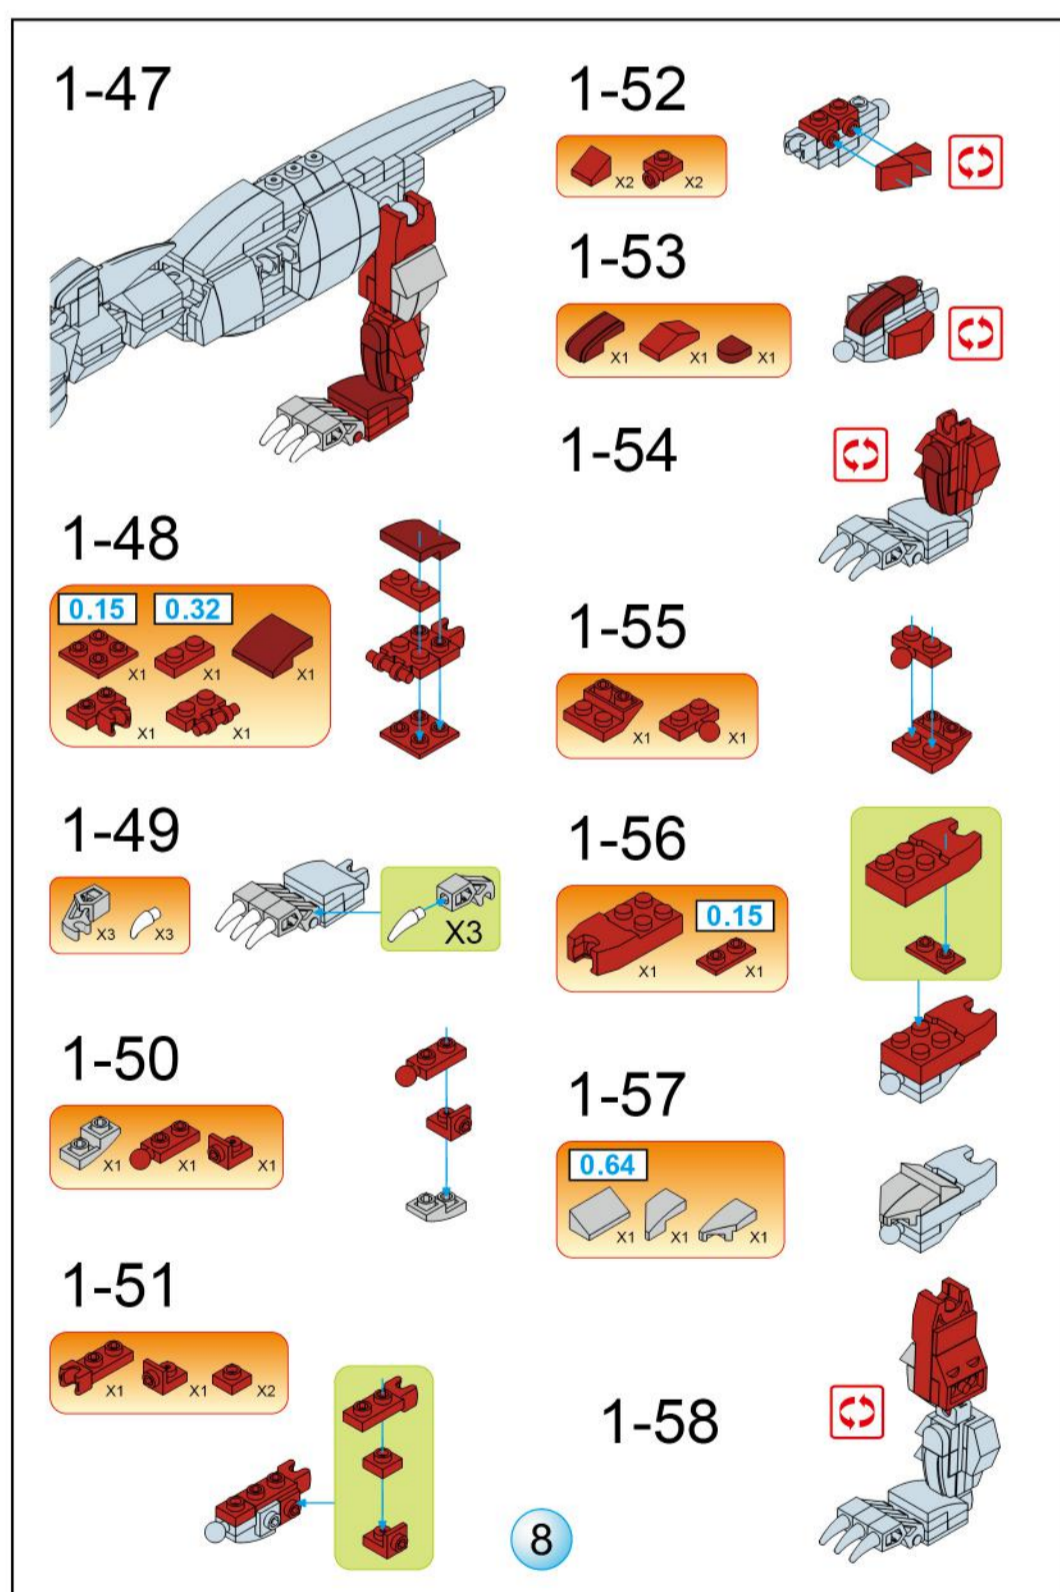 1-47
1-48
0.15 0.32
X1 X1 X1
X1 X1
1-49
X3 X3
X3
1-50
X1 X1 X1
1-51
X1 X1 X2
1-52
X2 X2
1-53
X1 X1 X1
1-54
1-55
X1 X1
1-56
0.15
X1 X1
1-57
0.64
X1 X1 X1
1-58
8